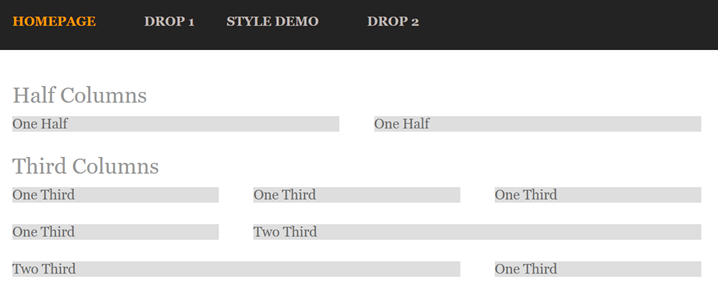 HOMEPAGE DROP 1 STYLE DEMO DROP 2
Half Columns
One Half One Half
Third Columns
One Third One Third One Third
One Third Two Third
Two Third One Third